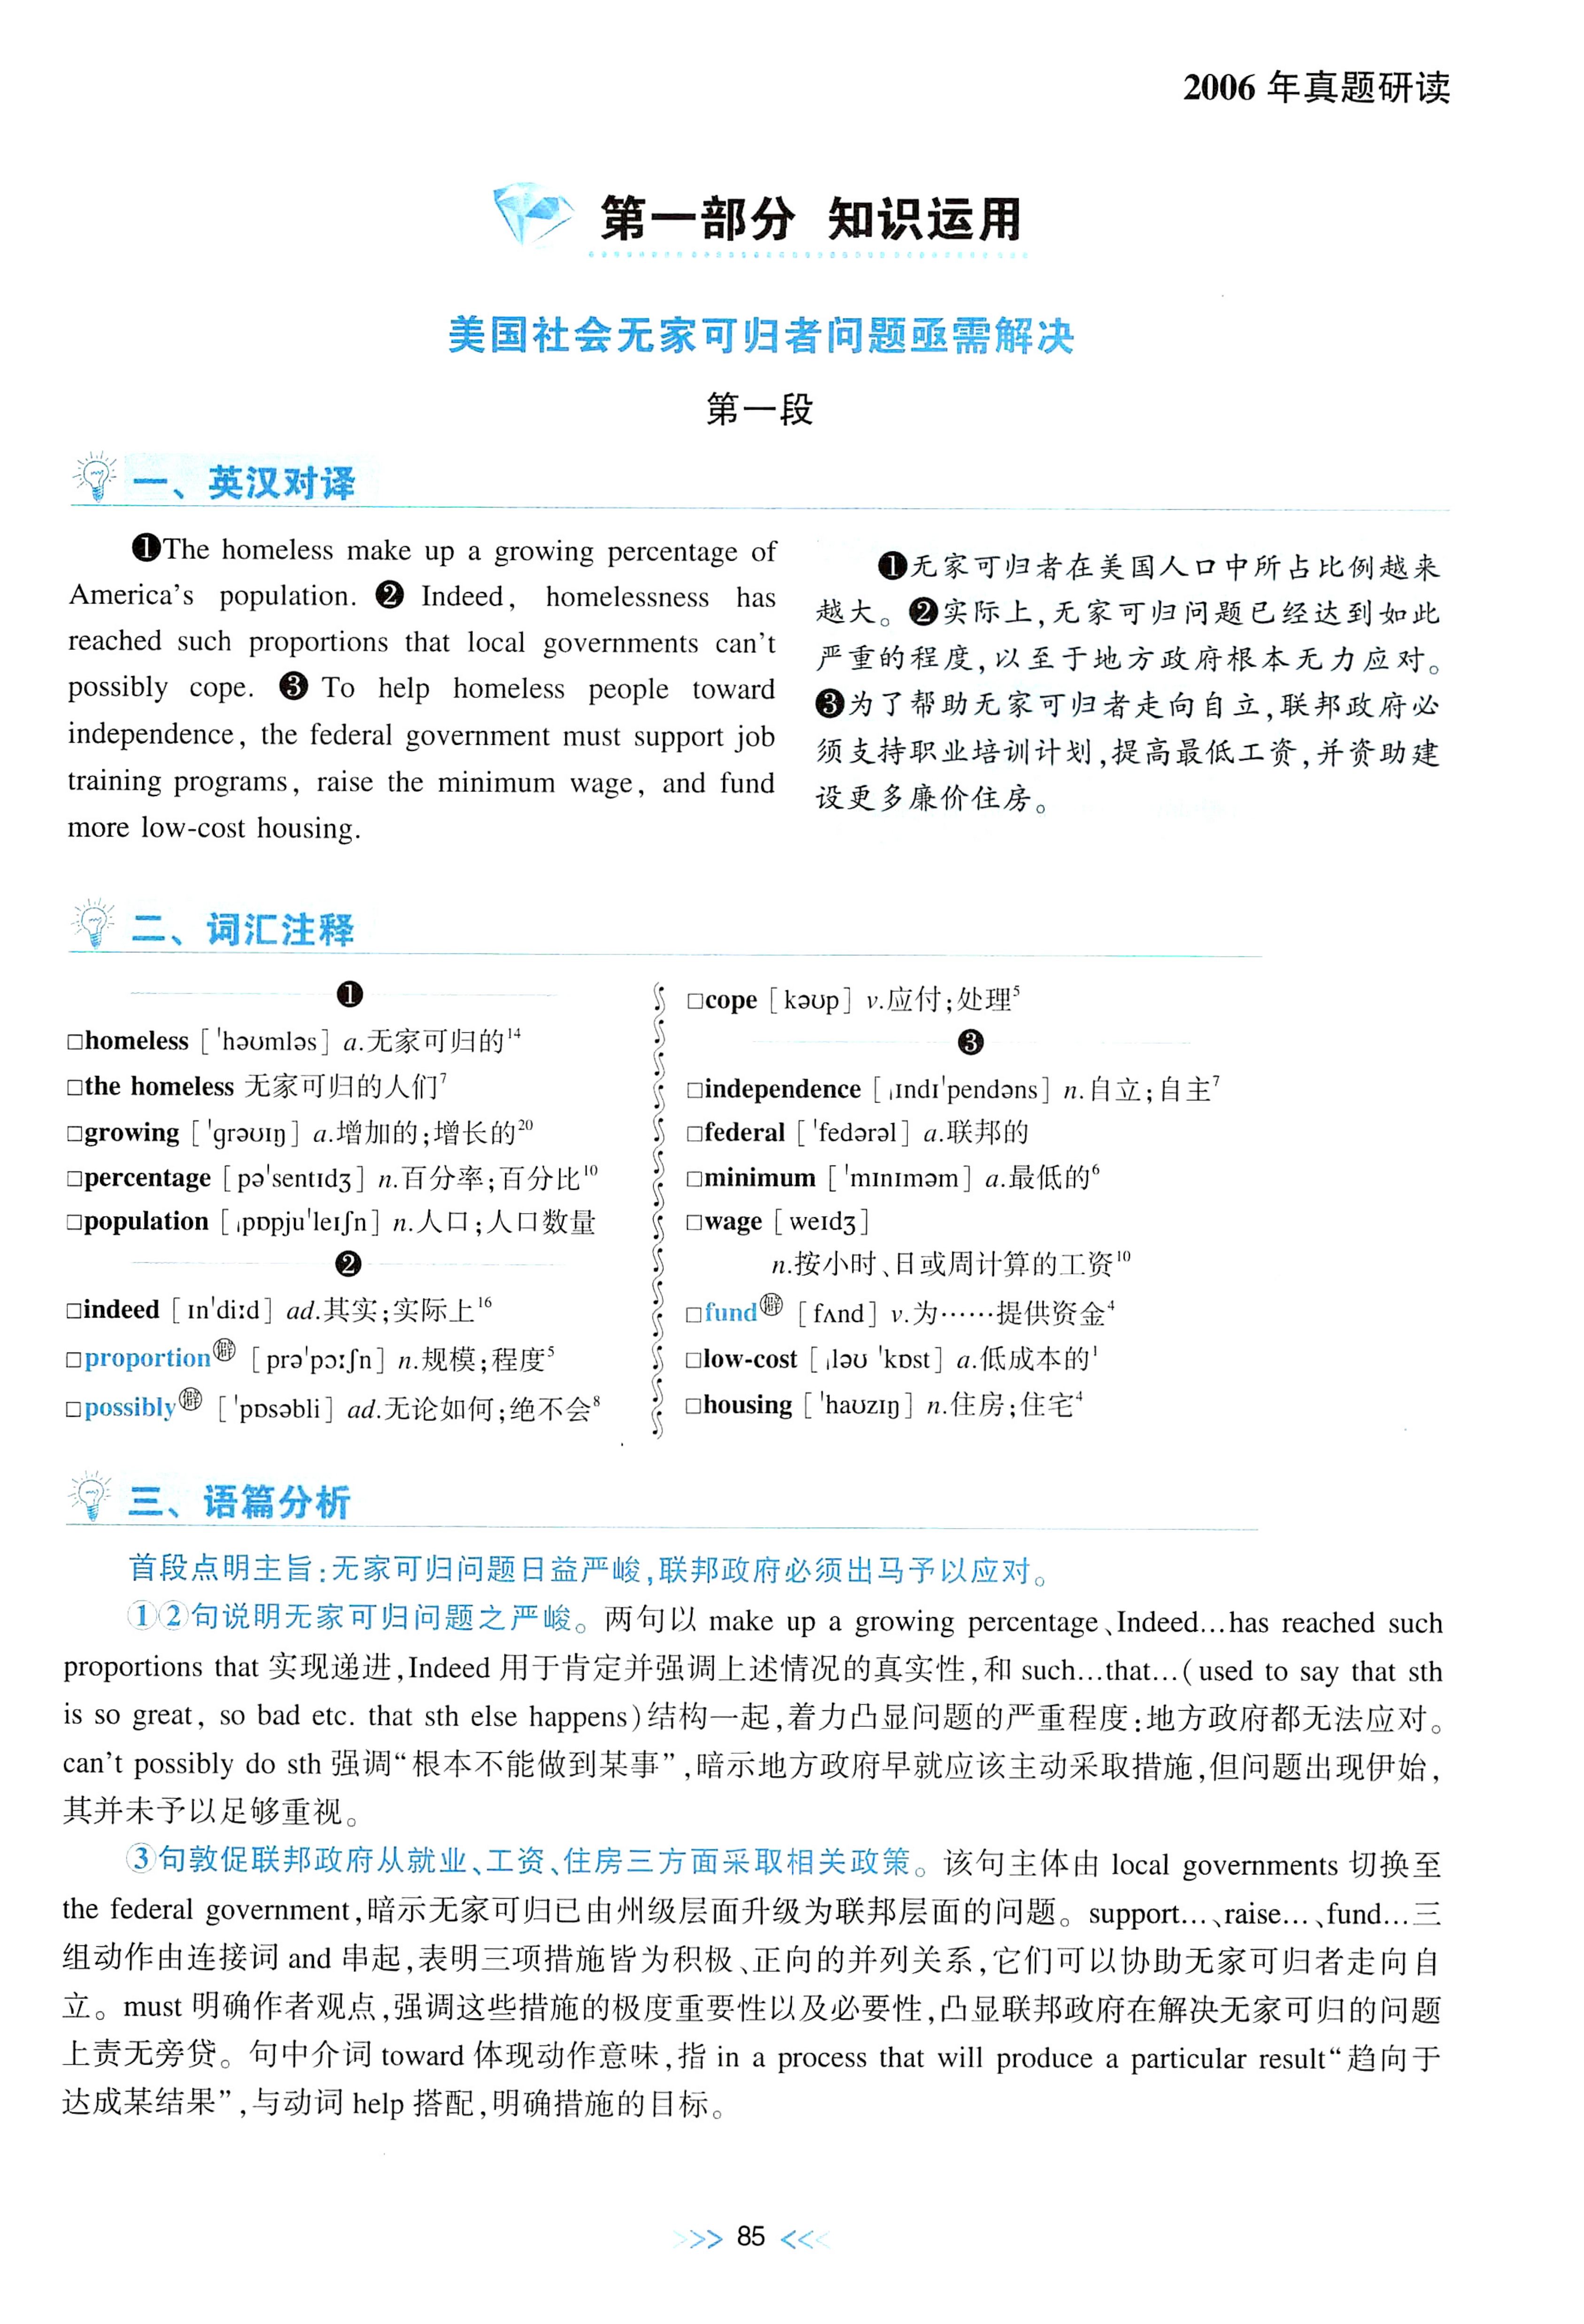 2006 年真题研读
第一部分 知识运用
美国社会无家可归者问题亟需解决
第一段
一、英汉对译
❶The homeless make up a growing percentage of
America's population. ❷ Indeed, homelessness has
reached such proportions that local governments can't
possibly cope. ❸ To help homeless people toward
independence, the federal government must support job
training programs, raise the minimum wage, and fund
more low-cost housing.
❶无家可归者在美国人口中所占比例越来
越大。❷实际上,无家可归问题已经达到如此
严重的程度,以至于地方政府根本无力应对。
❸为了帮助无家可归者走向自立,联邦政府必
须支持职业培训计划,提高最低工资,并资助建
设更多廉价住房。
二、词汇注释
❶
□homeless [ˈhəʊmləs] a.无家可归的¹⁴
□the homeless 无家可归的人们⁷
□growing [ˈɡrəʊɪŋ] a.增加的;增长的²⁰
□percentage [pəˈsentɪdʒ] n.百分率;百分比¹⁰
□population [ˌpɒpjuˈleɪʃn] n.人口;人口数量
❷
□indeed [ɪnˈdiːd] ad.其实;实际上¹⁶
□proportion僻 [prəˈpɔːʃn] n.规模;程度⁵
□possibly僻 [ˈpɒsəbli] ad.无论如何;绝不会⁸
□cope [kəʊp] v.应付;处理⁵
❸
□independence [ˌɪndɪˈpendəns] n.自立;自主⁷
□federal [ˈfedərəl] a.联邦的
□minimum [ˈmɪnɪməm] a.最低的⁶
□wage [weɪdʒ]
n.按小时、日或周计算的工资¹⁰
□fund僻 [fʌnd] v.为……提供资金⁴
□low-cost [ˌləʊ ˈkɒst] a.低成本的¹
□housing [ˈhaʊzɪŋ] n.住房;住宅⁴
三、语篇分析
首段点明主旨:无家可归问题日益严峻,联邦政府必须出马予以应对。
①②句说明无家可归问题之严峻。两句以 make up a growing percentage、Indeed…has reached such
proportions that 实现递进,Indeed 用于肯定并强调上述情况的真实性,和 such…that…(used to say that sth
is so great, so bad etc. that sth else happens)结构一起,着力凸显问题的严重程度:地方政府都无法应对。
can't possibly do sth 强调“根本不能做到某事”,暗示地方政府早就应该主动采取措施,但问题出现伊始,
其并未予以足够重视。
③句敦促联邦政府从就业、工资、住房三方面采取相关政策。该句主体由 local governments 切换至
the federal government,暗示无家可归已由州级层面升级为联邦层面的问题。support…、raise…、fund…三
组动作由连接词 and 串起,表明三项措施皆为积极、正向的并列关系,它们可以协助无家可归者走向自
立。must 明确作者观点,强调这些措施的极度重要性以及必要性,凸显联邦政府在解决无家可归的问题
上责无旁贷。句中介词 toward 体现动作意味,指 in a process that will produce a particular result“趋向于
达成某结果”,与动词 help 搭配,明确措施的目标。
>>> 85 <<<